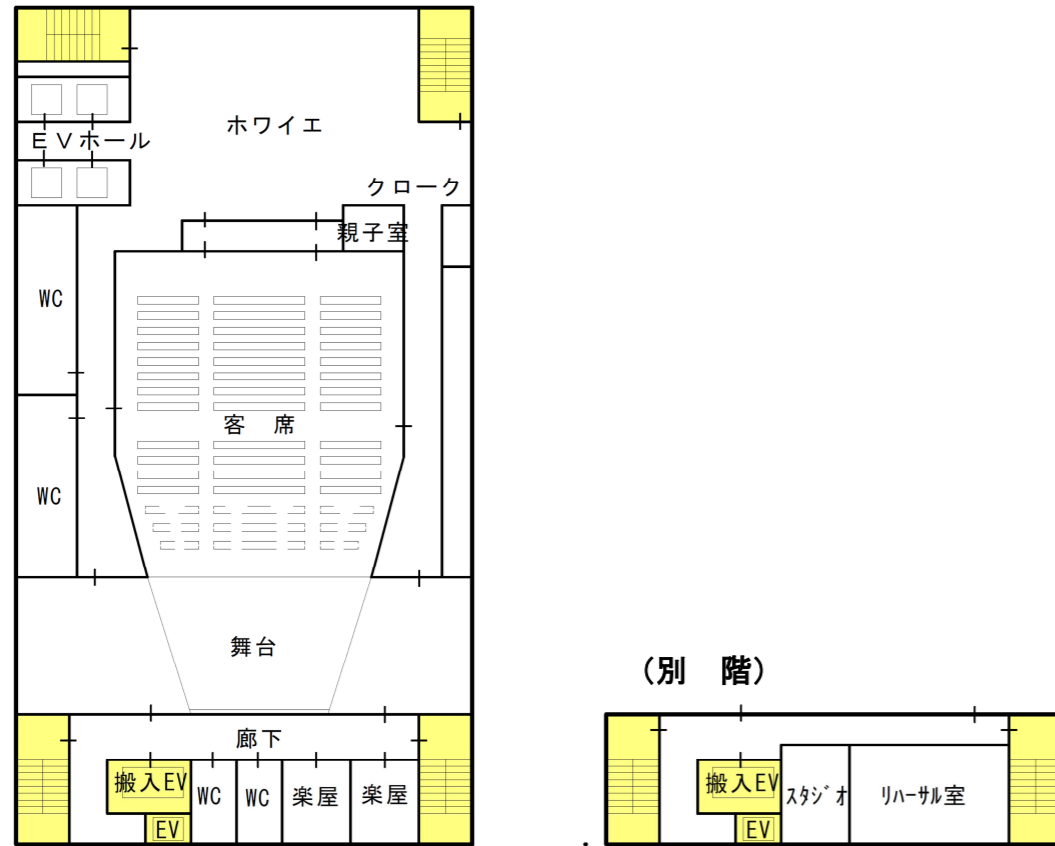 ホワイエ
EVホール
クローク
親子室
WC
客 席
WC
舞台
廊下
搬入EV
WC
WC
楽屋
楽屋
EV
(別 階)
搬入EV
スタジオ
リハーサル室
EV